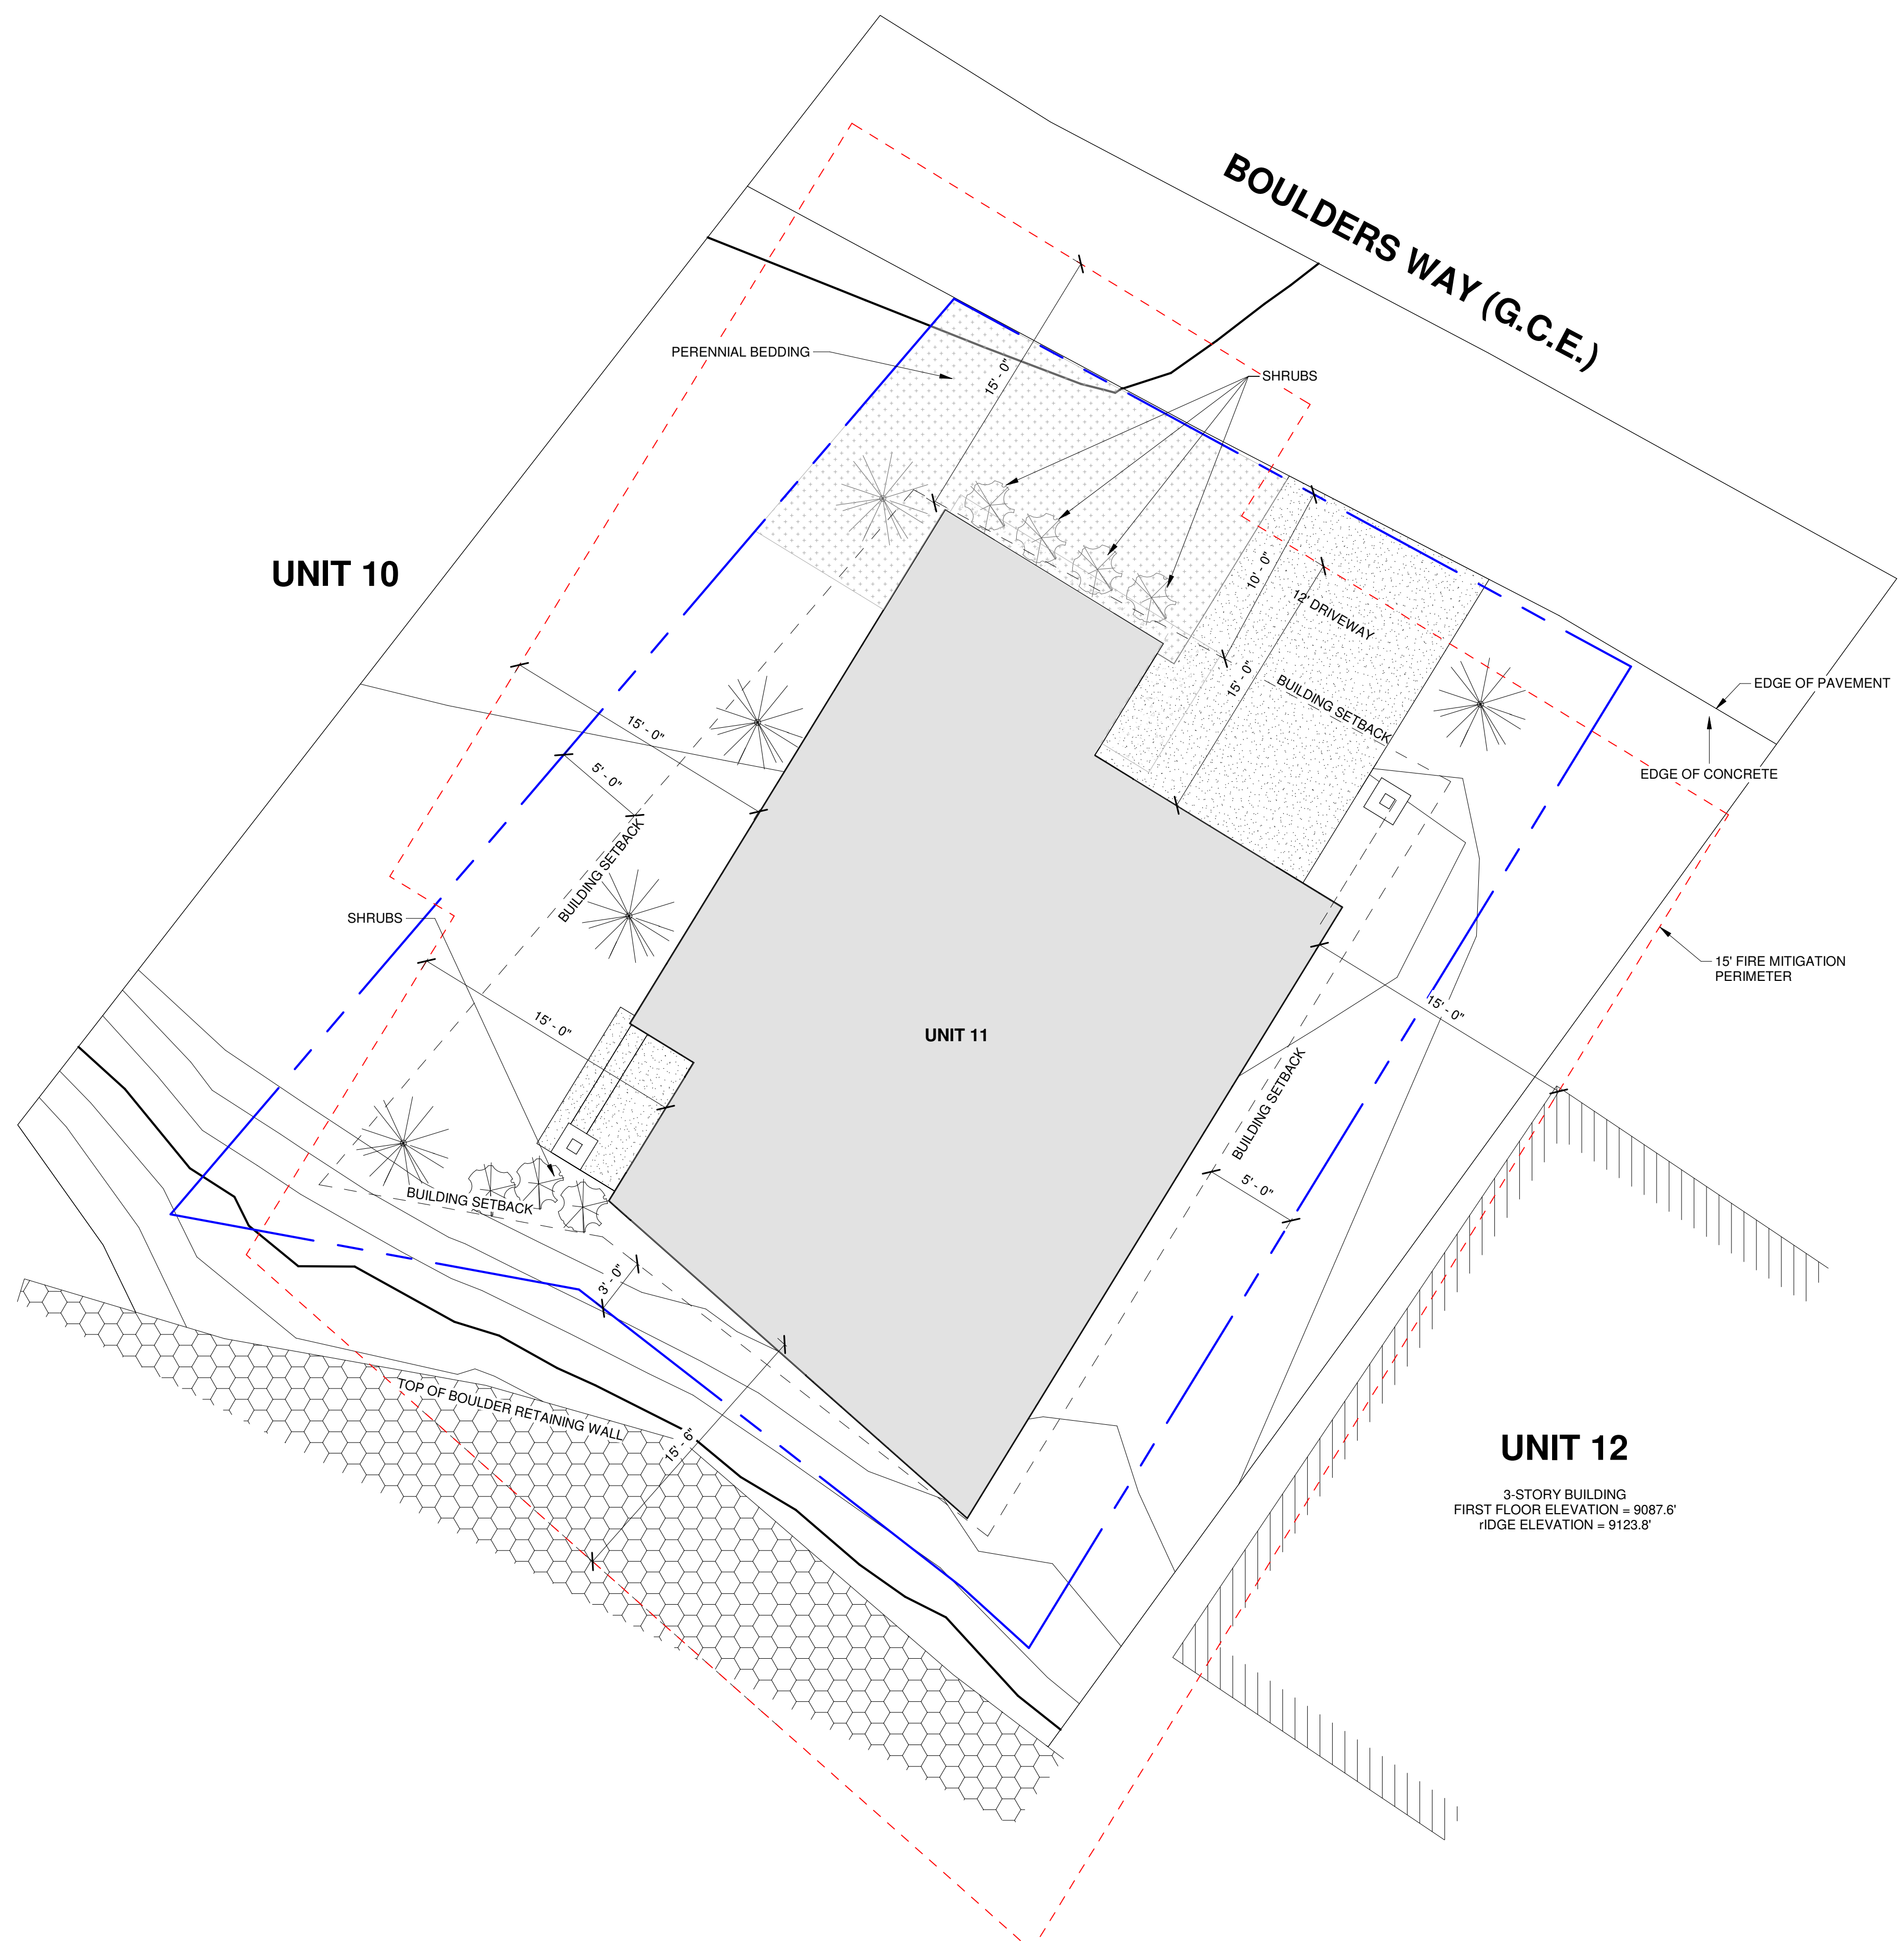 BOULDERS WAY (G.C.E.)
PERENNIAL BEDDING
15' - 0"
SHRUBS
UNIT 10
10' - 0"
12' DRIVEWAY
15' - 0"
BUILDING SETBACK
EDGE OF PAVEMENT
EDGE OF CONCRETE
15' - 0"
5' - 0"
BUILDING SETBACK
SHRUBS
15' FIRE MITIGATION
PERIMETER
15' - 0"
15' - 0"
UNIT 11
BUILDING SETBACK
5' - 0"
BUILDING SETBACK
3' - 0"
TOP OF BOULDER RETAINING WALL
15' - 6"
UNIT 12
3-STORY BUILDING
FIRST FLOOR ELEVATION = 9087.6'
rIDGE ELEVATION = 9123.8'